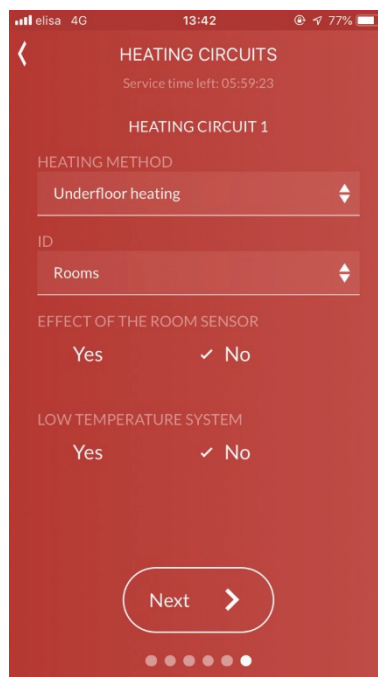 elisa 4G 13:42 77%
HEATING CIRCUITS
Service time left: 05:59:23
HEATING CIRCUIT 1
HEATING METHOD
Underfloor heating
ID
Rooms
EFFECT OF THE ROOM SENSOR
Yes ✓ No
LOW TEMPERATURE SYSTEM
Yes ✓ No
Next